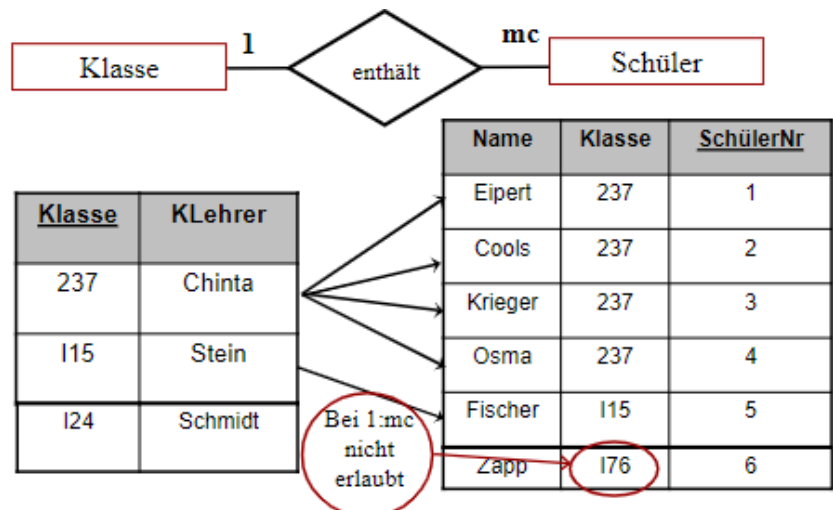 Klasse 1 enthält mc Schüler
Klasse KLehrer
237 Chinta
I15 Stein
I24 Schmidt
Name Klasse SchülerNr
Eipert 237 1
Cools 237 2
Krieger 237 3
Osma 237 4
Fischer I15 5
Zapp I76 6
Bei 1:mc
nicht
erlaubt